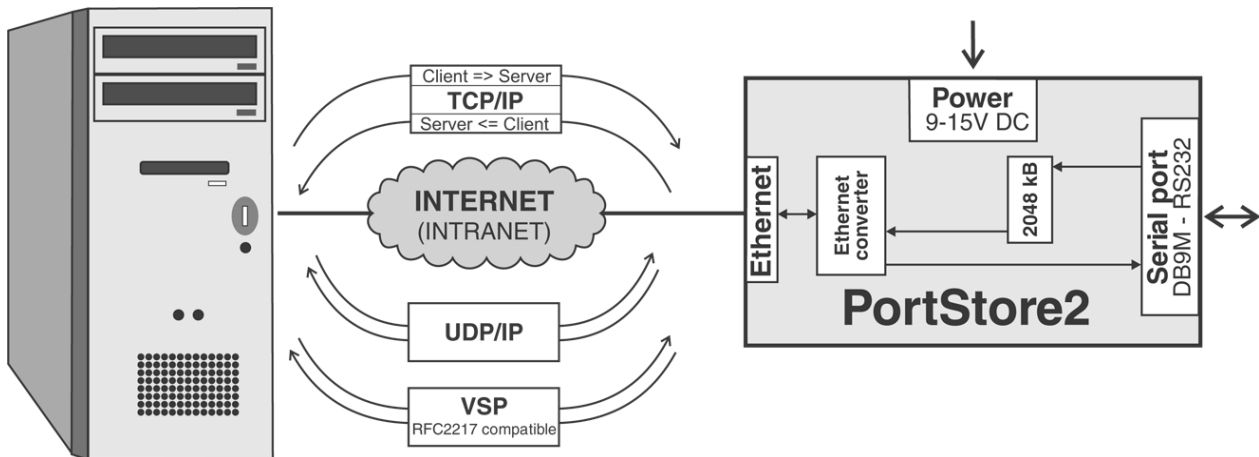 Client => Server
TCP/IP
Server <= Client
INTERNET
(INTRANET)
UDP/IP
VSP
RFC2217 compatible
Power
9-15V DC
Ethernet
Ethernet
converter
2048 kB
Serial port
DB9M - RS232
PortStore2